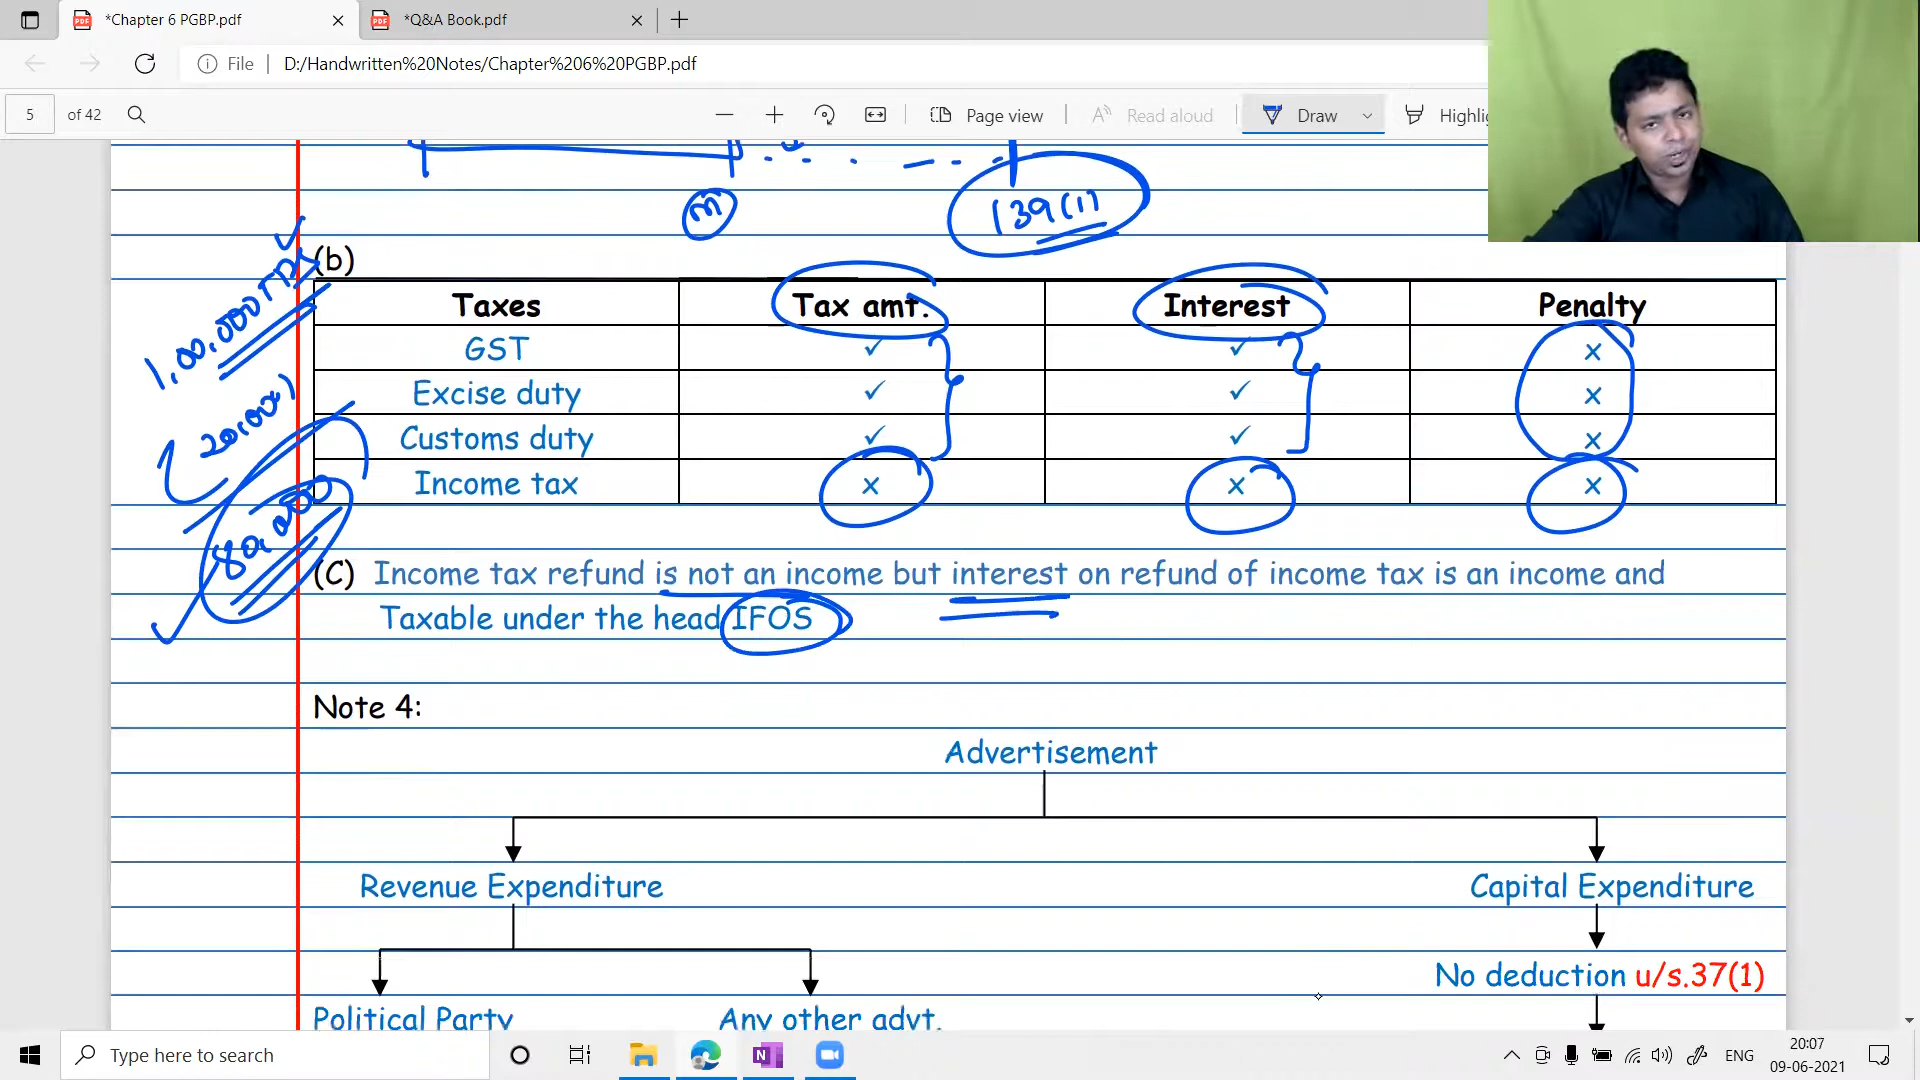 *Chapter 6 PGBP.pdf
*Q&A Book.pdf
File
D:/Handwritten%20Notes/Chapter%206%20PGBP.pdf
5 of 42
Page view
Read aloud
Draw
Highli
m
139(1)
(b)
1,00,000
20,000
80,000
Taxes Tax amt. Interest Penalty
GST ✓ ✓ x
Excise duty ✓ ✓ x
Customs duty ✓ ✓ x
Income tax x x x
(C) Income tax refund is not an income but interest on refund of income tax is an income and
Taxable under the head IFOS
Note 4:
Advertisement
Revenue Expenditure
Capital Expenditure
No deduction u/s.37(1)
Political Party
Any other advt.
Type here to search
ENG
20:07
09-06-2021